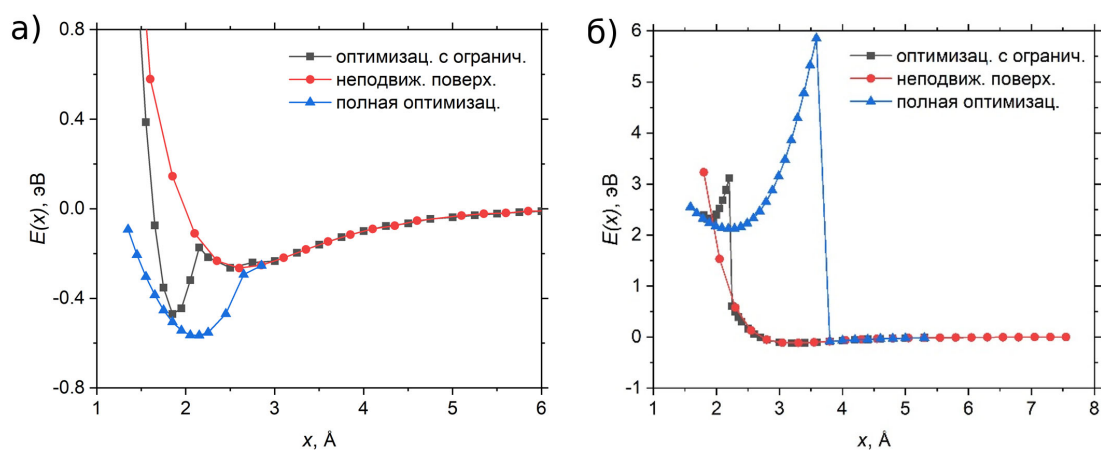 а)
0.8
0.4
0.0
-0.4
-0.8
E(x), эВ
оптимизац. с огранич.
неподвиж. поверх.
полная оптимизац.
1 2 3 4 5 6
x, Å
б)
6
5
4
3
2
1
0
-1
E(x), эВ
оптимизац. с огранич.
неподвиж. поверх.
полная оптимизац.
1 2 3 4 5 6 7 8
x, Å